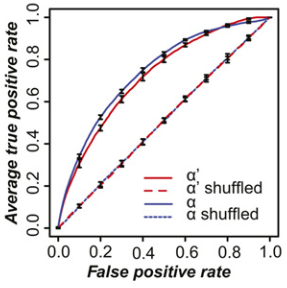 Average true positive rate
1.0
0.8
0.6
0.4
0.2
0.0
α'
α' shuffled
α
α shuffled
0.0 0.2 0.4 0.6 0.8 1.0
False positive rate